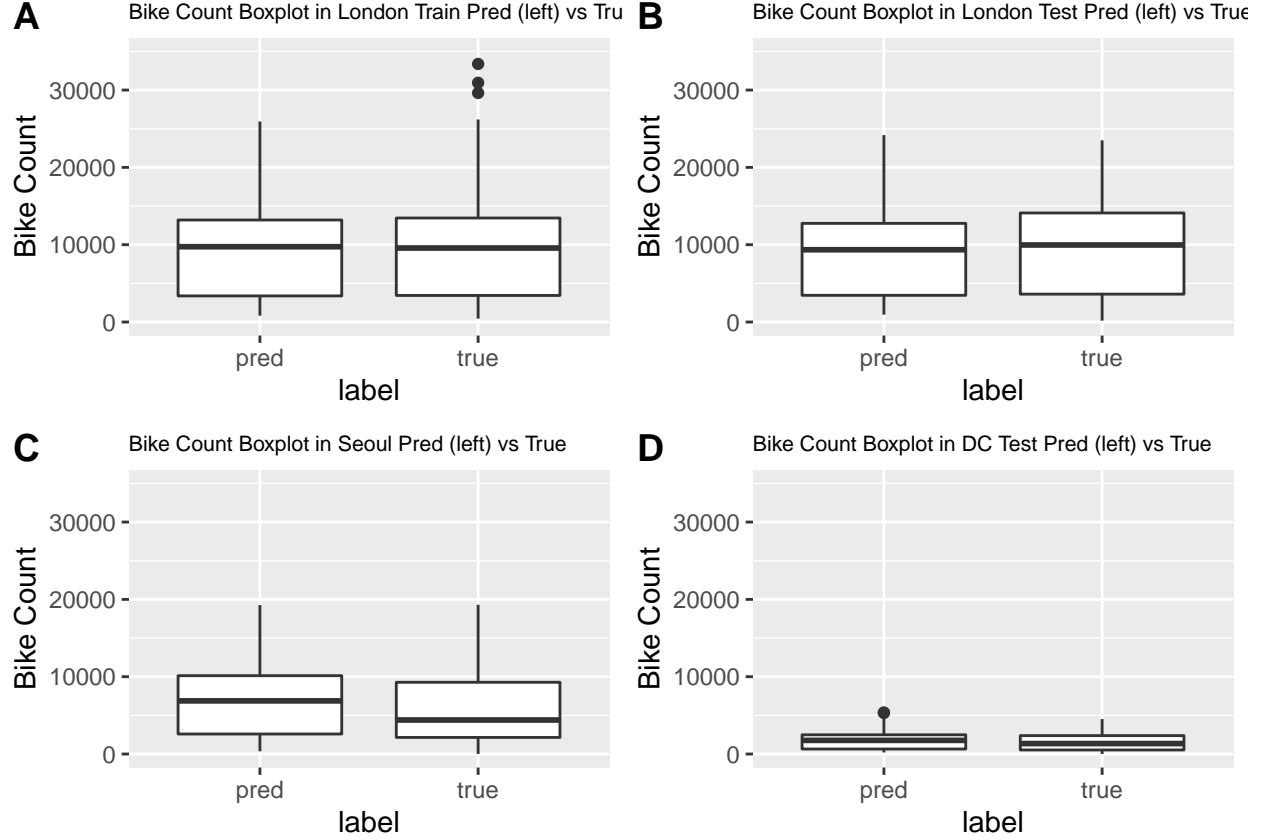 A
Bike Count Boxplot in London Train Pred (left) vs Tru
Bike Count
30000
20000
10000
0
pred
true
label
B
Bike Count Boxplot in London Test Pred (left) vs True
Bike Count
30000
20000
10000
0
pred
true
label
C
Bike Count Boxplot in Seoul Pred (left) vs True
Bike Count
30000
20000
10000
0
pred
true
label
D
Bike Count Boxplot in DC Test Pred (left) vs True
Bike Count
30000
20000
10000
0
pred
true
label